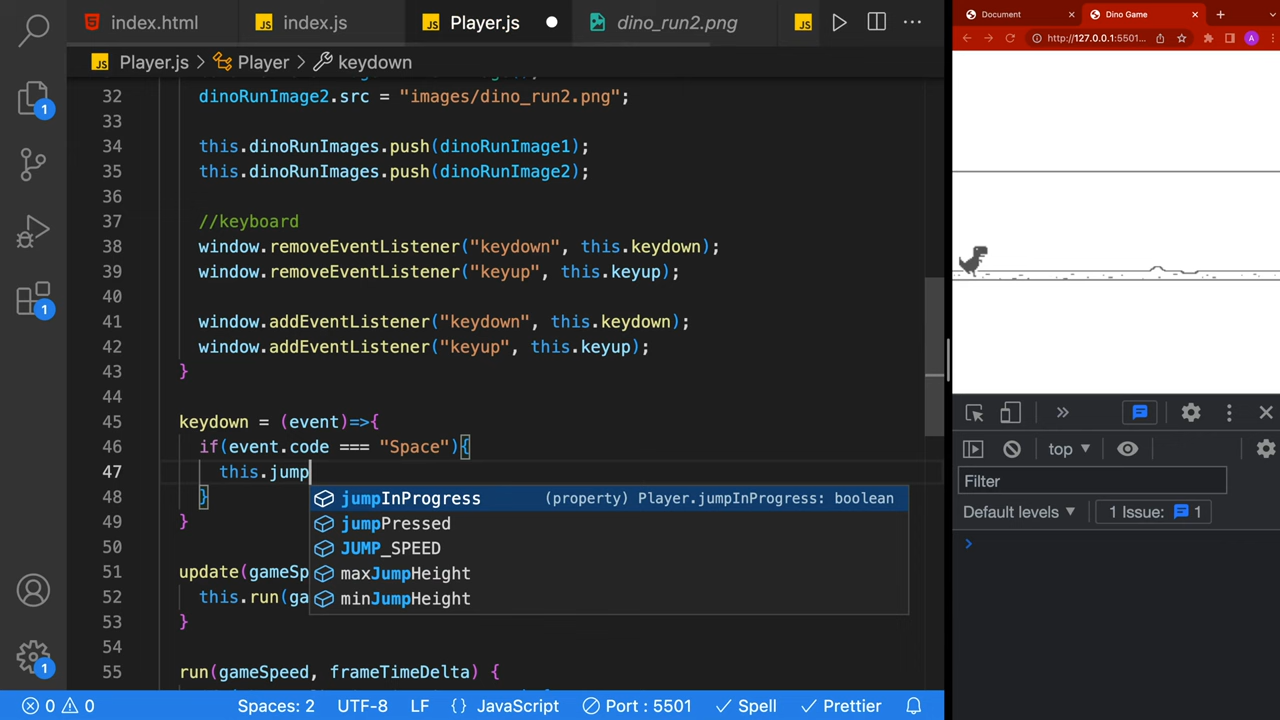 index.html
index.js
Player.js
dino_run2.png
Player.js > Player > keydown
32 dinoRunImage2.src = "images/dino_run2.png";
33
34 this.dinoRunImages.push(dinoRunImage1);
35 this.dinoRunImages.push(dinoRunImage2);
36
37 //keyboard
38 window.removeEventListener("keydown", this.keydown);
39 window.removeEventListener("keyup", this.keyup);
40
41 window.addEventListener("keydown", this.keydown);
42 window.addEventListener("keyup", this.keyup);
43 }
44
45 keydown = (event)=>{
46 if(event.code === "Space"){
47 this.jump
48 }
49 }
50
51 update(gameSp
52 this.run(ga
53 }
54
55 run(gameSpeed, frameTimeDelta) {
jumpInProgress (property) Player.jumpInProgress: boolean
jumpPressed
JUMP_SPEED
maxJumpHeight
minJumpHeight
1
1
1
0 0
Spaces: 2
UTF-8
LF
{} JavaScript
Port : 5501
Spell
Prettier
Document
Dino Game
http://127.0.0.1:5501...
A
top
Filter
Default levels
1 Issue: 1